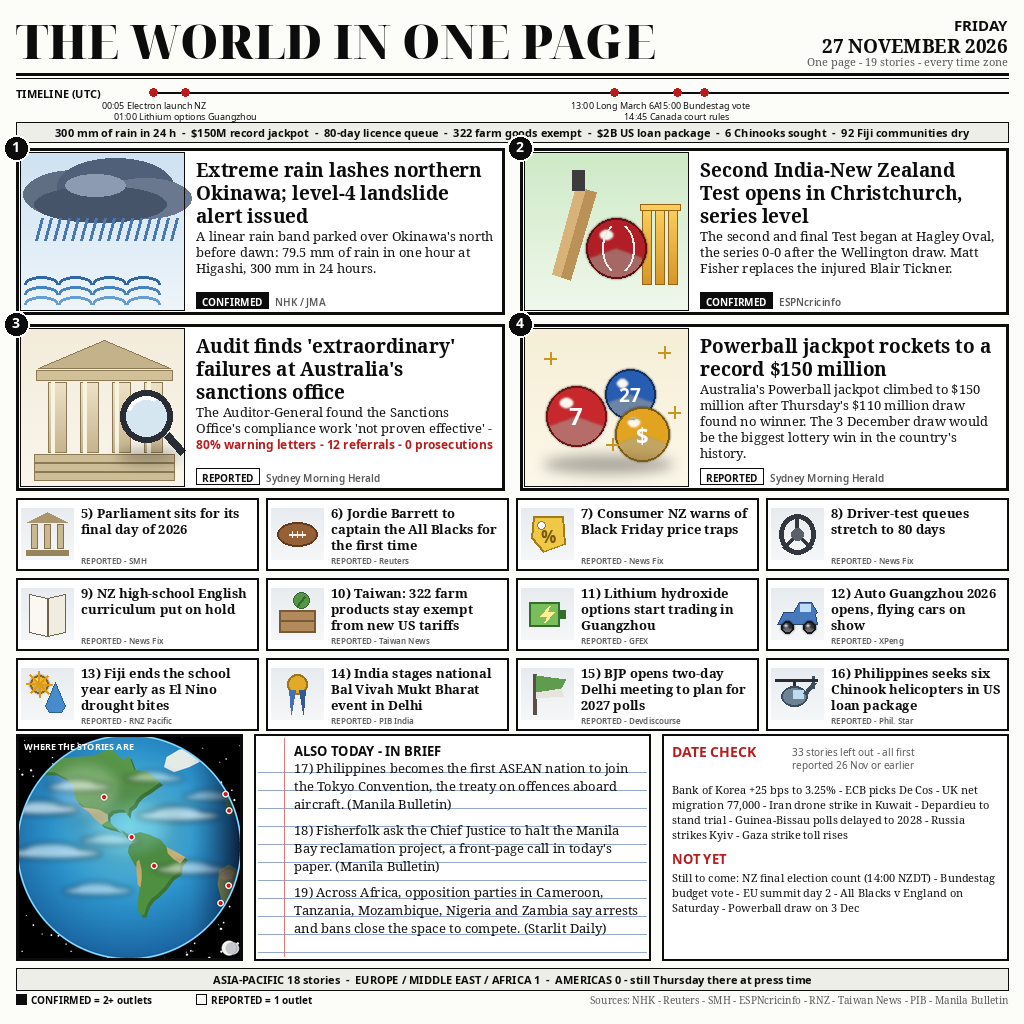 THE WORLD IN ONE PAGE
FRIDAY
27 NOVEMBER 2026
One page - 19 stories - every time zone
TIMELINE (UTC)
00:05 Electron launch NZ
01:00 Lithium options Guangzhou
13:00 Long March 6A
15:00 Bundestag vote
14:45 Canada court rules
300 mm of rain in 24 h - $150M record jackpot - 80-day licence queue - 322 farm goods exempt - $2B US loan package - 6 Chinooks sought - 92 Fiji communities dry
1
Extreme rain lashes northern
Okinawa; level-4 landslide
alert issued
A linear rain band parked over Okinawa's north
before dawn: 79.5 mm of rain in one hour at
Higashi, 300 mm in 24 hours.
CONFIRMED NHK / JMA
2
Second India-New Zealand
Test opens in Christchurch,
series level
The second and final Test began at Hagley Oval,
the series 0-0 after the Wellington draw. Matt
Fisher replaces the injured Blair Tickner.
CONFIRMED ESPNcricinfo
3
Audit finds 'extraordinary'
failures at Australia's
sanctions office
The Auditor-General found the Sanctions
Office's compliance work 'not proven effective' -
80% warning letters - 12 referrals - 0 prosecutions
REPORTED Sydney Morning Herald
4
7
27
$
Powerball jackpot rockets to a
record $150 million
Australia's Powerball jackpot climbed to $150
million after Thursday's $110 million draw
found no winner. The 3 December draw would
be the biggest lottery win in the country's
history.
REPORTED Sydney Morning Herald
5) Parliament sits for its
final day of 2026
REPORTED - SMH
6) Jordie Barrett to
captain the All Blacks for
the first time
REPORTED - Reuters
%
7) Consumer NZ warns of
Black Friday price traps
REPORTED - News Fix
8) Driver-test queues
stretch to 80 days
REPORTED - News Fix
9) NZ high-school English
curriculum put on hold
REPORTED - News Fix
10) Taiwan: 322 farm
products stay exempt
from new US tariffs
REPORTED - Taiwan News
11) Lithium hydroxide
options start trading in
Guangzhou
REPORTED - GFEX
12) Auto Guangzhou 2026
opens, flying cars on
show
REPORTED - XPeng
13) Fiji ends the school
year early as El Nino
drought bites
REPORTED - RNZ Pacific
14) India stages national
Bal Vivah Mukt Bharat
event in Delhi
REPORTED - PIB India
15) BJP opens two-day
Delhi meeting to plan for
2027 polls
REPORTED - Devdiscourse
16) Philippines seeks six
Chinook helicopters in US
loan package
REPORTED - Phil. Star
WHERE THE STORIES ARE
ALSO TODAY - IN BRIEF
17) Philippines becomes the first ASEAN nation to join
the Tokyo Convention, the treaty on offences aboard
aircraft. (Manila Bulletin)
18) Fisherfolk ask the Chief Justice to halt the Manila
Bay reclamation project, a front-page call in today's
paper. (Manila Bulletin)
19) Across Africa, opposition parties in Cameroon,
Tanzania, Mozambique, Nigeria and Zambia say arrests
and bans close the space to compete. (Starlit Daily)
DATE CHECK
33 stories left out - all first
reported 26 Nov or earlier
Bank of Korea +25 bps to 3.25% - ECB picks De Cos - UK net
migration 77,000 - Iran drone strike in Kuwait - Depardieu to
stand trial - Guinea-Bissau polls delayed to 2028 - Russia
strikes Kyiv - Gaza strike toll rises
NOT YET
Still to come: NZ final election count (14:00 NZDT) - Bundestag
budget vote - EU summit day 2 - All Blacks v England on
Saturday - Powerball draw on 3 Dec
ASIA-PACIFIC 18 stories - EUROPE / MIDDLE EAST / AFRICA 1 - AMERICAS 0 - still Thursday there at press time
CONFIRMED = 2+ outlets
REPORTED = 1 outlet
Sources: NHK - Reuters - SMH - ESPNcricinfo - RNZ - Taiwan News - PIB - Manila Bulletin